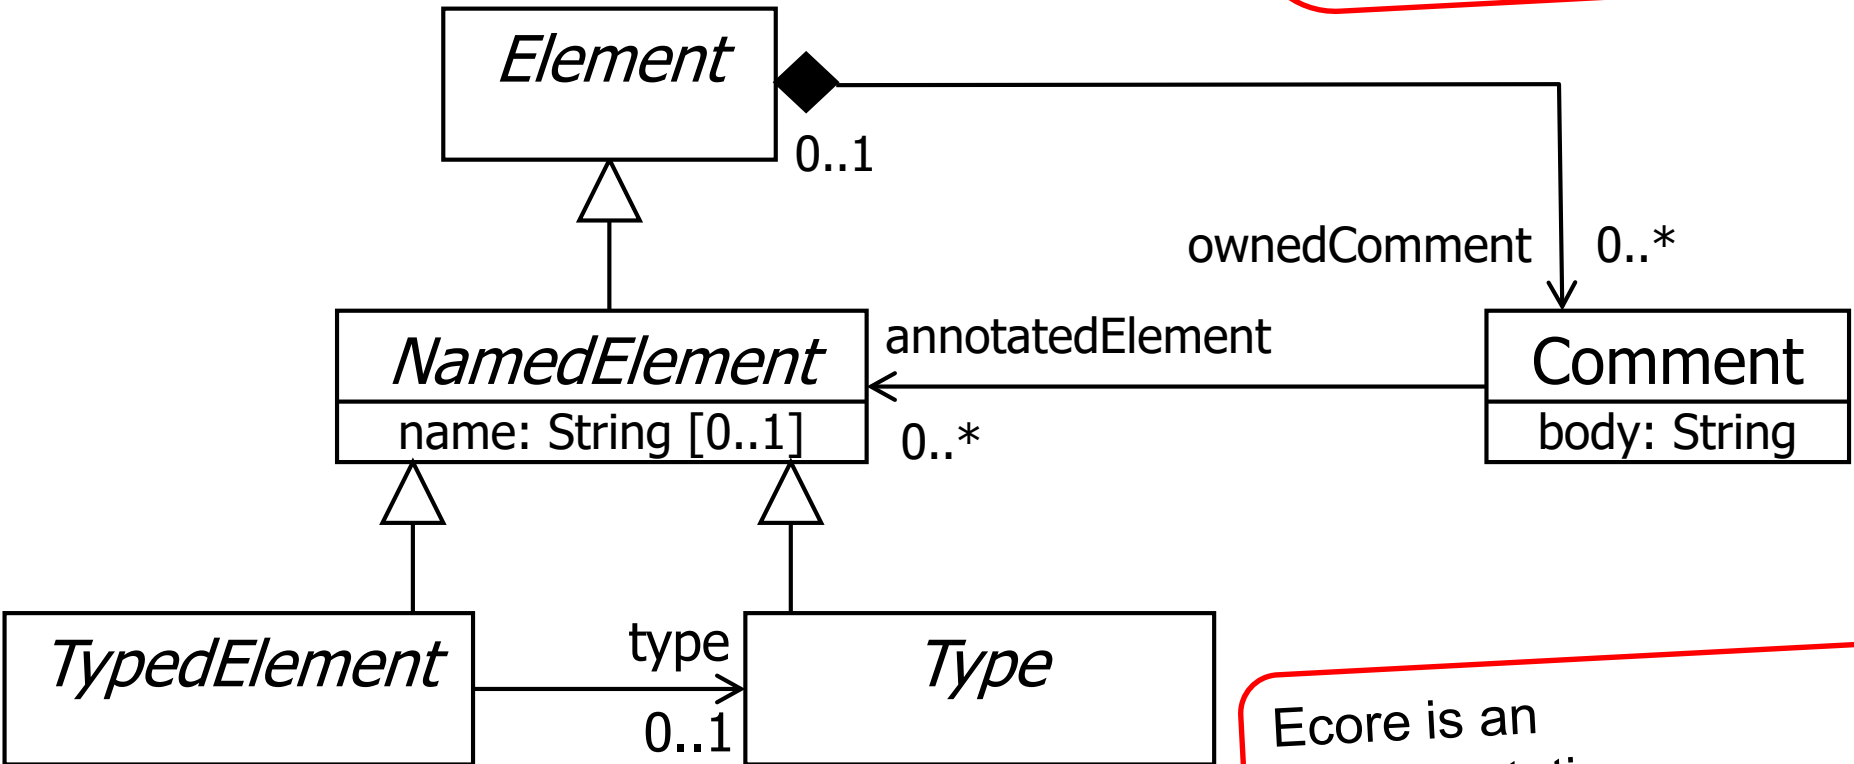 Element
0..1
ownedComment 0..*
annotatedElement
NamedElement
Comment
name: String [0..1]
0..*
body: String
type
TypedElement
Type
0..1
Ecore is an